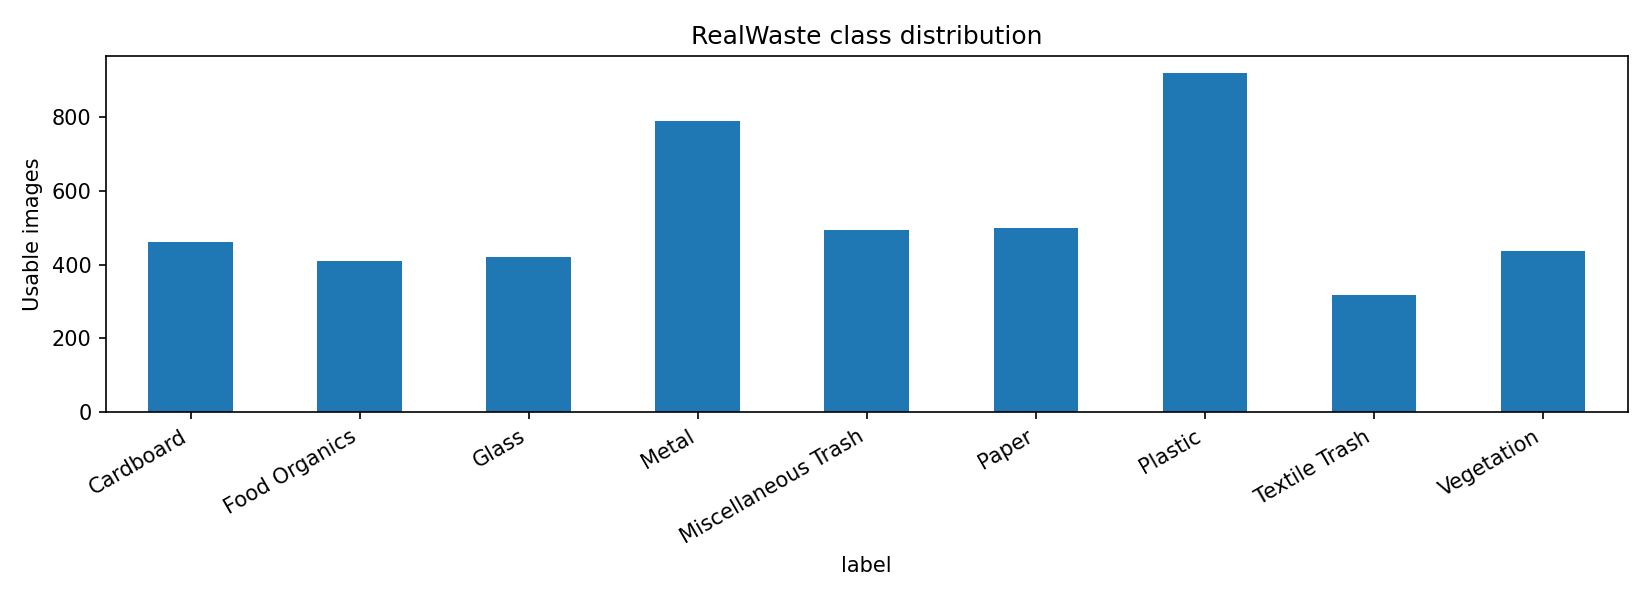 RealWaste class distribution
Usable images
800
600
400
200
0
Cardboard
Food Organics
Glass
Metal
Miscellaneous Trash
Paper
Plastic
Textile Trash
Vegetation
label